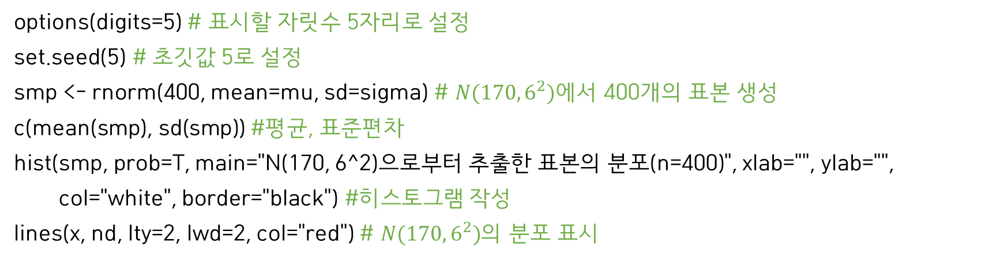 options(digits=5) # 표시할 자릿수 5자리로 설정
set.seed(5) # 초깃값 5로 설정
smp <- rnorm(400, mean=mu, sd=sigma) # N(170, 6²)에서 400개의 표본 생성
c(mean(smp), sd(smp)) #평균, 표준편차
hist(smp, prob=T, main="N(170, 6^2)으로부터 추출한 표본의 분포(n=400)", xlab="", ylab="",
col="white", border="black") #히스토그램 작성
lines(x, nd, lty=2, lwd=2, col="red") # N(170, 6²)의 분포 표시